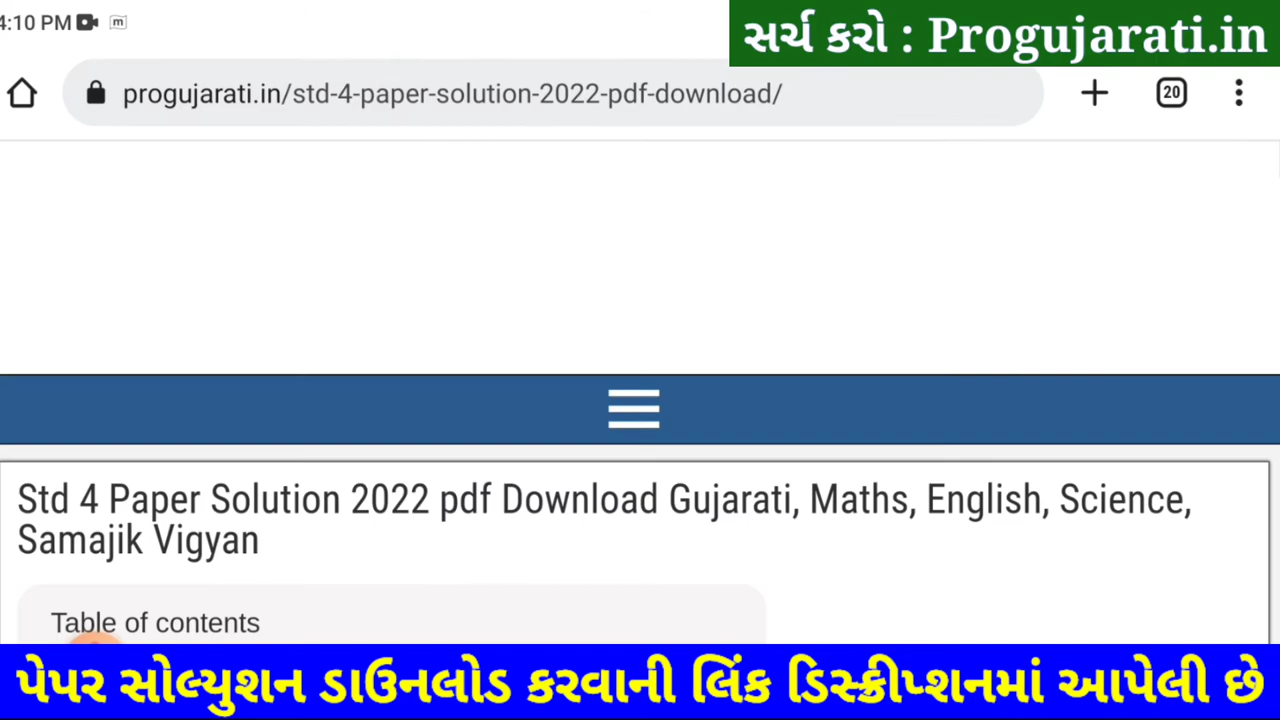 4:10 PM
સર્ચ કરો : Progujarati.in
progujarati.in/std-4-paper-solution-2022-pdf-download/
20
Std 4 Paper Solution 2022 pdf Download Gujarati, Maths, English, Science,
Samajik Vigyan
Table of contents
પેપર સોલ્યુશન ડાઉનલોડ કરવાની લિંક ડિસ્ક્રીપ્શનમાં આપેલી છે